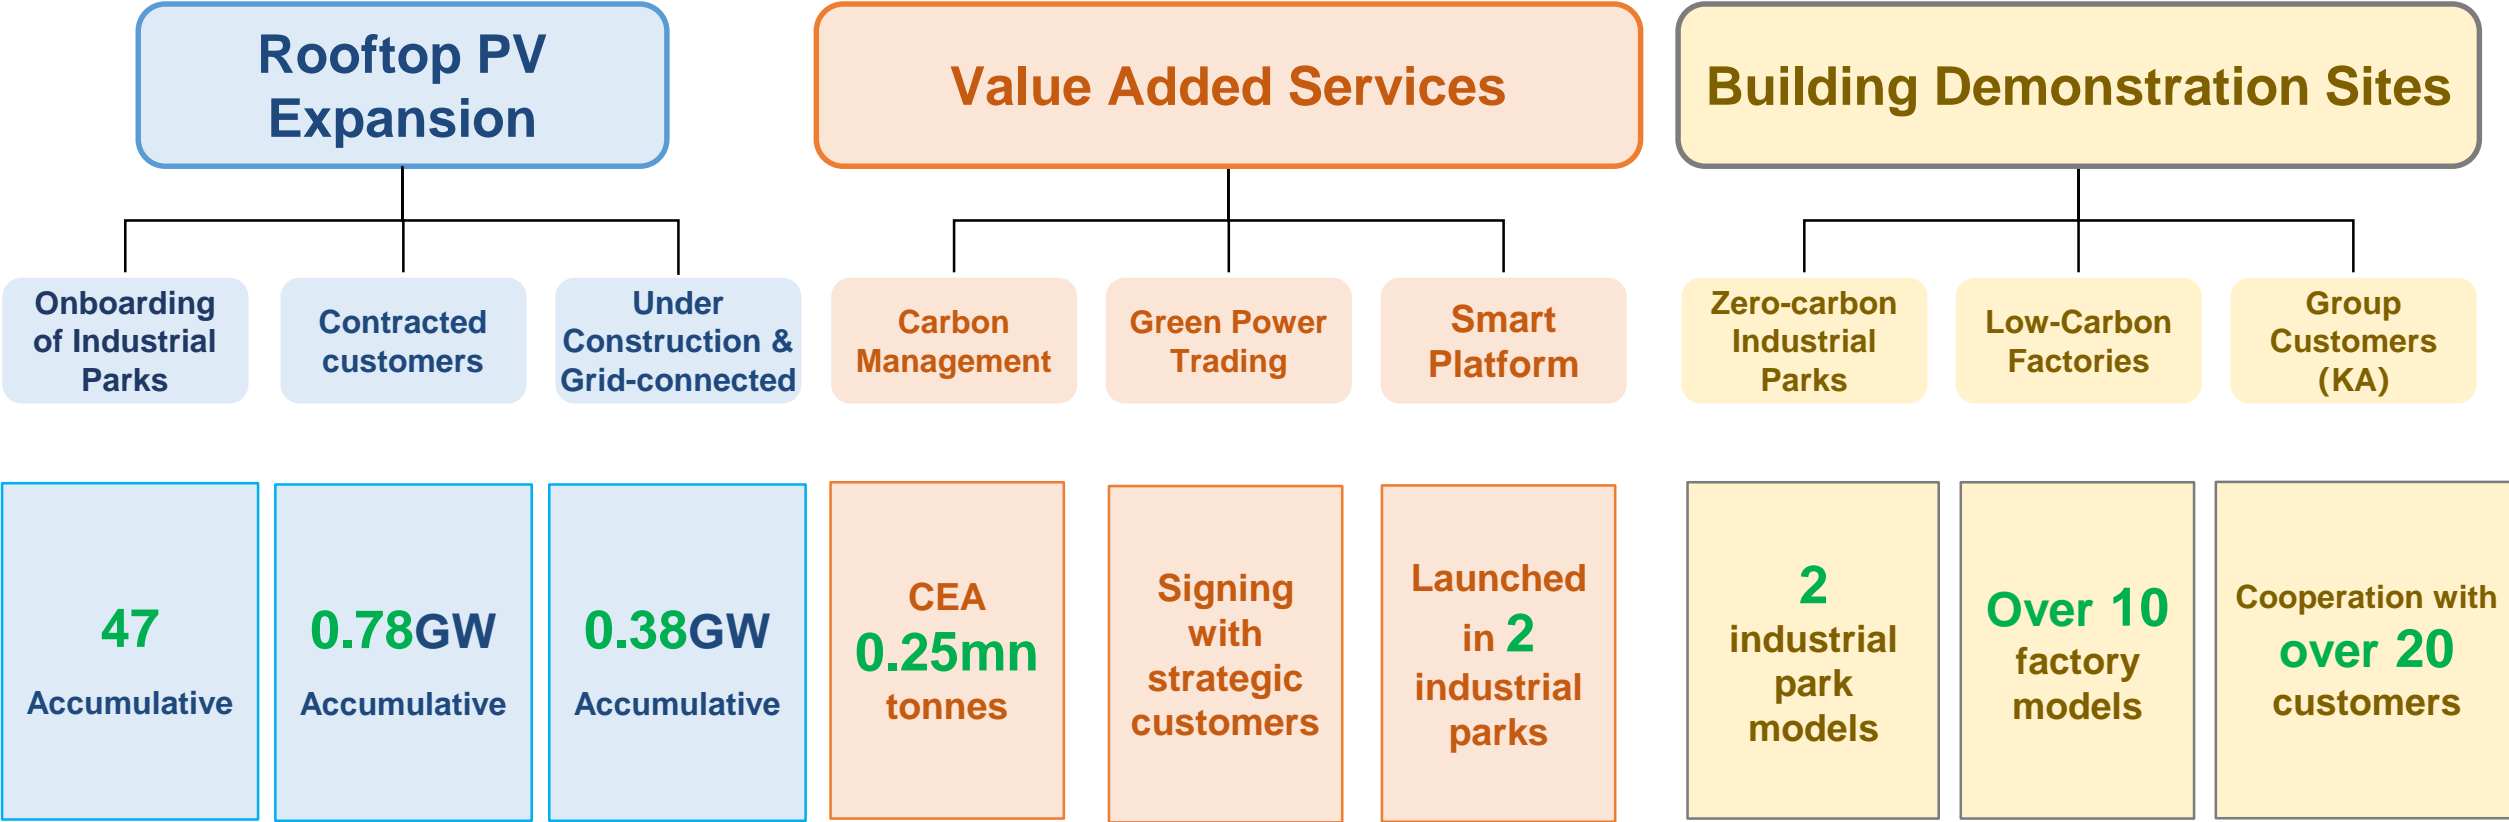 Rooftop PV
Expansion
Value Added Services
Building Demonstration Sites
Onboarding
of Industrial
Parks
Contracted
customers
Under
Construction &
Grid-connected
Carbon
Management
Green Power
Trading
Smart
Platform
Zero-carbon
Industrial
Parks
Low-Carbon
Factories
Group
Customers
(KA)
47
Accumulative
0.78GW
Accumulative
0.38GW
Accumulative
CEA
0.25mn
tonnes
Signing
with
strategic
customers
Launched
in 2
industrial
parks
2
industrial
park
models
Over 10
factory
models
Cooperation with
over 20
customers